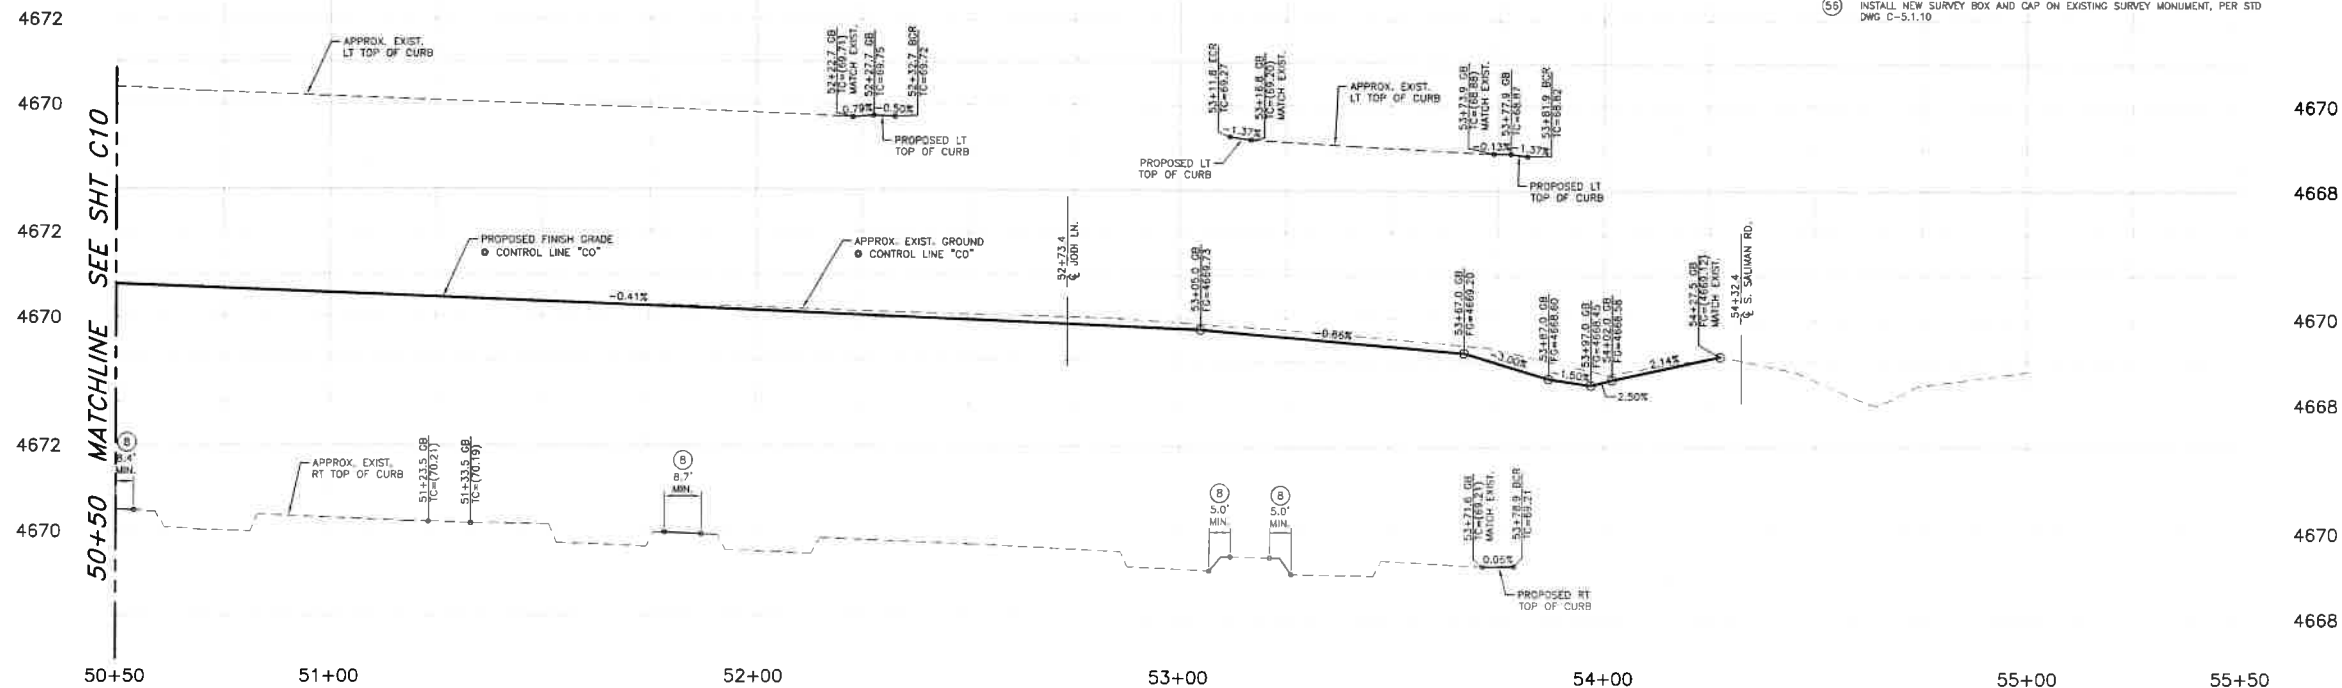 (55) INSTALL NEW SURVEY BOX AND CAP ON EXISTING SURVEY MONUMENT, PER STD
DWG C-5.1.10
4672
4670
4670
4668
APPROX. EXIST.
LT TOP OF CURB
52+22.7 GB
TC=(69.71)
MATCH EXIST.
52+27.7 GB
TC=69.75
52+32.7 BCR
TC=69.72
0.79%
-0.50%
PROPOSED LT
TOP OF CURB
53+11.8 ECR
TC=69.27
53+16.8 GB
TC=(69.20)
MATCH EXIST.
-1.37%
PROPOSED LT
TOP OF CURB
APPROX. EXIST.
LT TOP OF CURB
53+73.9 GB
TC=(68.88)
MATCH EXIST.
53+77.9 GB
TC=68.87
53+81.9 BCR
TC=68.82
-0.13%
-1.37%
PROPOSED LT
TOP OF CURB
50+50 MATCHLINE SEE SHT C10
4672
4670
4670
4668
PROPOSED FINISH GRADE
@ CONTROL LINE "CO"
APPROX. EXIST. GROUND
@ CONTROL LINE "CO"
-0.41%
52+73.4
℄ JODI LN.
53+05.0 GB
FG=4669.73
-0.86%
53+67.0 GB
FG=4669.20
-3.00%
53+87.0 GB
FG=4668.60
-1.50%
53+97.0 GB
FG=4668.45
54+02.0 GB
FG=4668.58
2.50%
2.14%
54+27.5 GB
FG=(4669.12)
MATCH EXIST.
54+32.4
℄ S. SALIMAN RD.
4672
4670
4670
4668
8
8.4'
MIN.
APPROX. EXIST.
RT TOP OF CURB
51+23.5 GB
TC=(70.21)
51+33.5 GB
TC=(70.19)
8
8.7'
MIN.
8
5.0'
MIN.
8
5.0'
MIN.
53+71.6 GB
TC=(69.21)
MATCH EXIST.
53+78.9 BCR
TC=69.21
0.05%
PROPOSED RT
TOP OF CURB
50+50
51+00
52+00
53+00
54+00
55+00
55+50